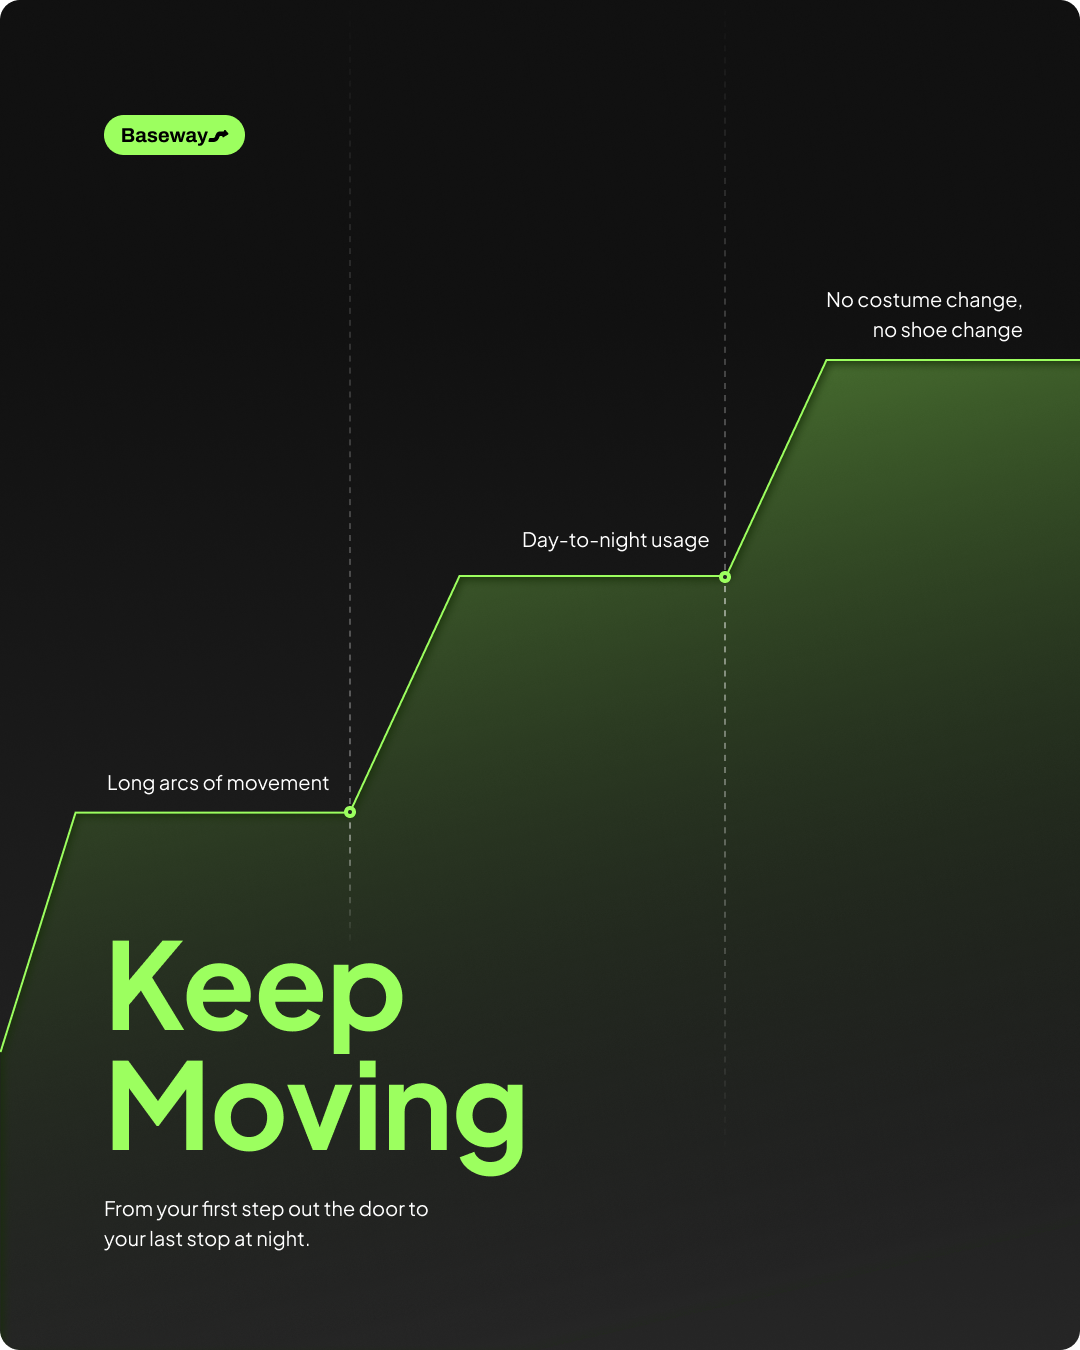 Baseway
No costume change,
no shoe change
Day-to-night usage
Long arcs of movement
Keep
Moving
From your first step out the door to
your last stop at night.